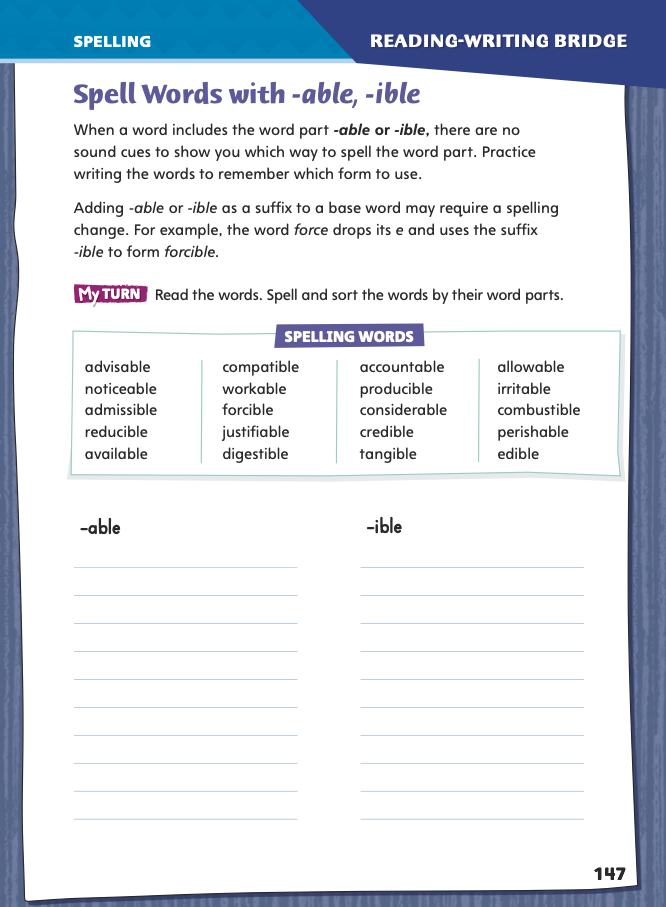 SPELLING
READING-WRITING BRIDGE
Spell Words with -able, -ible
When a word includes the word part -able or -ible, there are no
sound cues to show you which way to spell the word part. Practice
writing the words to remember which form to use.
Adding -able or -ible as a suffix to a base word may require a spelling
change. For example, the word force drops its e and uses the suffix
-ible to form forcible.
My TURN Read the words. Spell and sort the words by their word parts.
SPELLING WORDS
advisable
noticeable
admissible
reducible
available
compatible
workable
forcible
justifiable
digestible
accountable
producible
considerable
credible
tangible
allowable
irritable
combustible
perishable
edible
–able
–ible
147